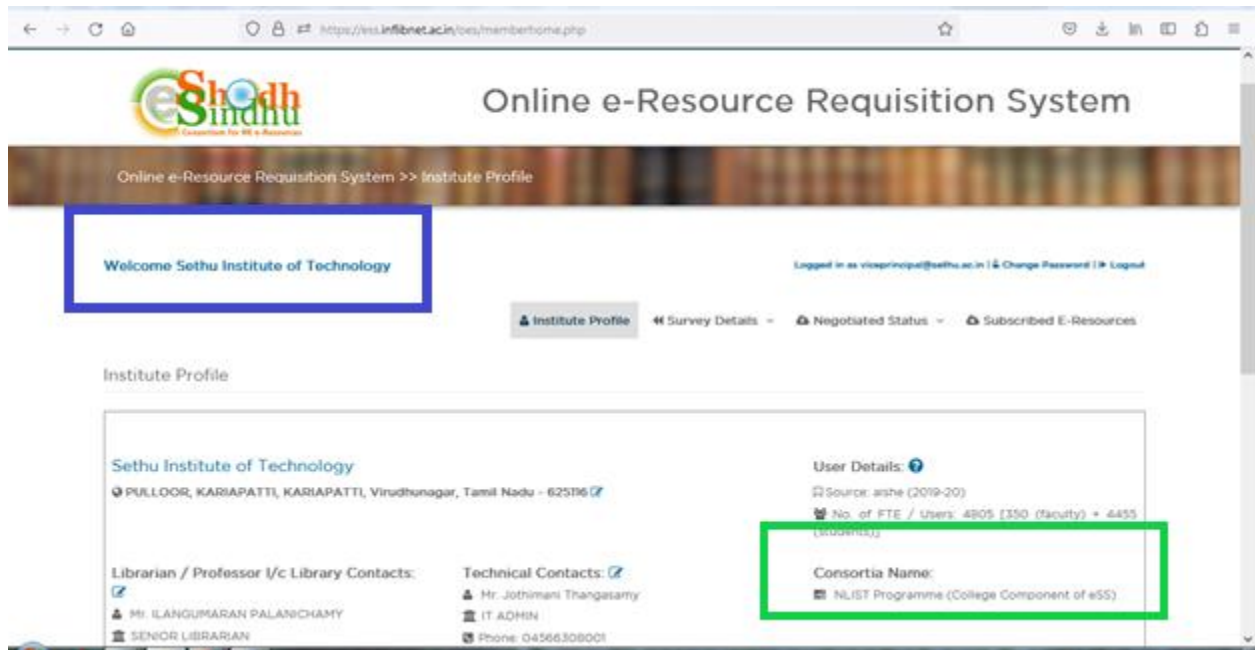 https://ess.inflibnet.ac.in/oes/memberhome.php
eShodh
Sindhu
Consortium for HE e-Resources
Online e-Resource Requisition System
Online e-Resource Requisition System >> Institute Profile
Welcome Sethu Institute of Technology
Logged in as viceprincipal@sethu.ac.in | Change Password | Logout
Institute Profile
Survey Details
Negotiated Status
Subscribed E-Resources
Institute Profile
Sethu Institute of Technology
PULLOOR, KARIAPATTI, KARIAPATTI, Virudhunagar, Tamil Nadu - 625116
User Details:
Source: aishe (2019-20)
No. of FTE / Users: 4805 [350 (faculty) + 4455
(students)]
Librarian / Professor I/c Library Contacts:
Mr. ILANGUMARAN PALANICHAMY
SENIOR LIBRARIAN
Technical Contacts:
Mr. Jothimani Thangasamy
IT ADMIN
Phone: 04566308001
Consortia Name:
NLIST Programme (College Component of eSS)